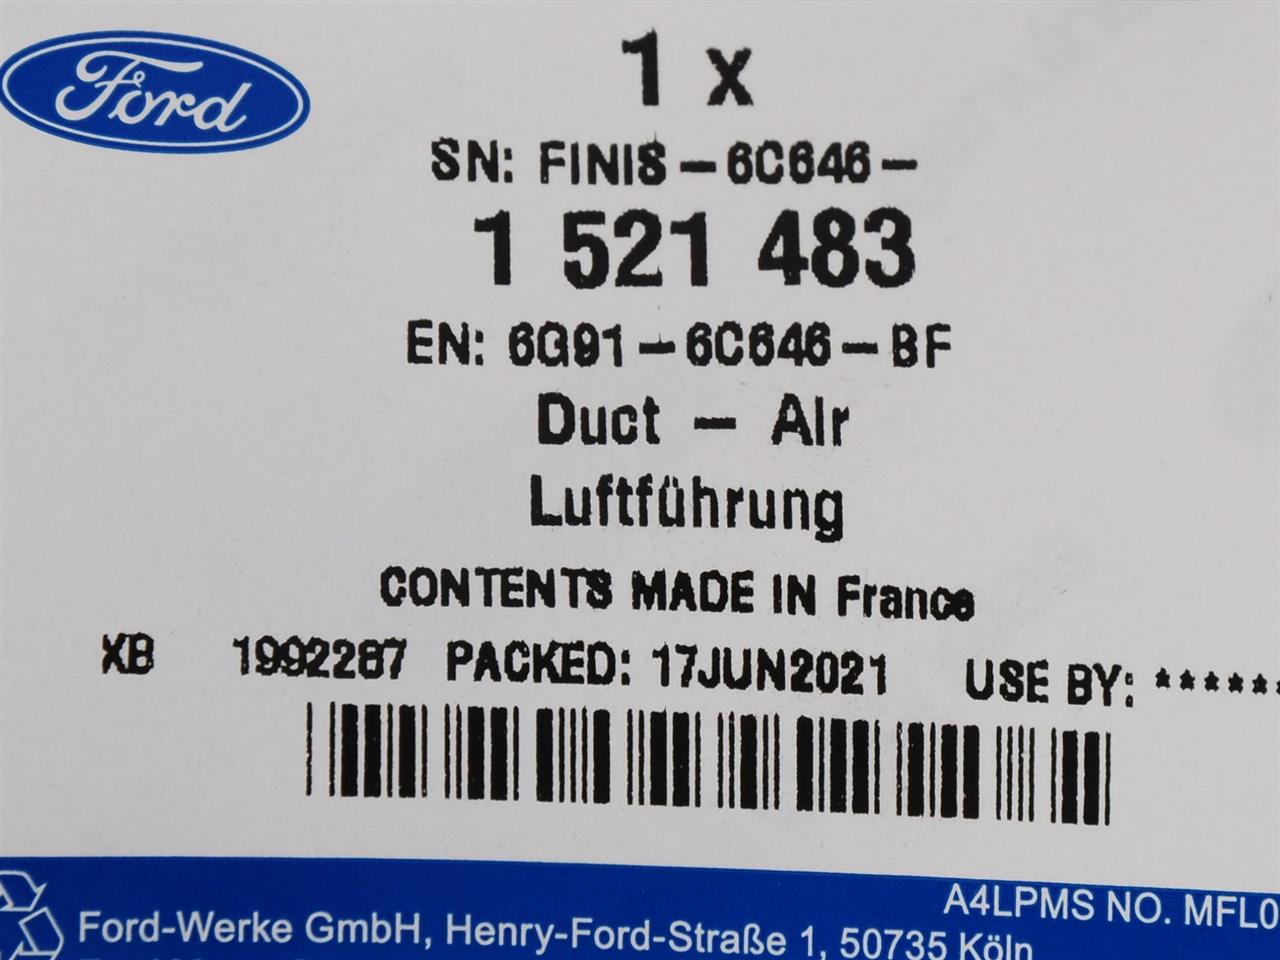 Ford
1 x
SN: FINIS-6C646-
1 521 483
EN: 6G91-6C646-BF
Duct - Air
Luftführung
CONTENTS MADE IN France
XB 1992287 PACKED: 17JUN2021 USE BY: ******
A4LPMS NO. MFL0
Ford-Werke GmbH, Henry-Ford-Straße 1, 50735 Köln